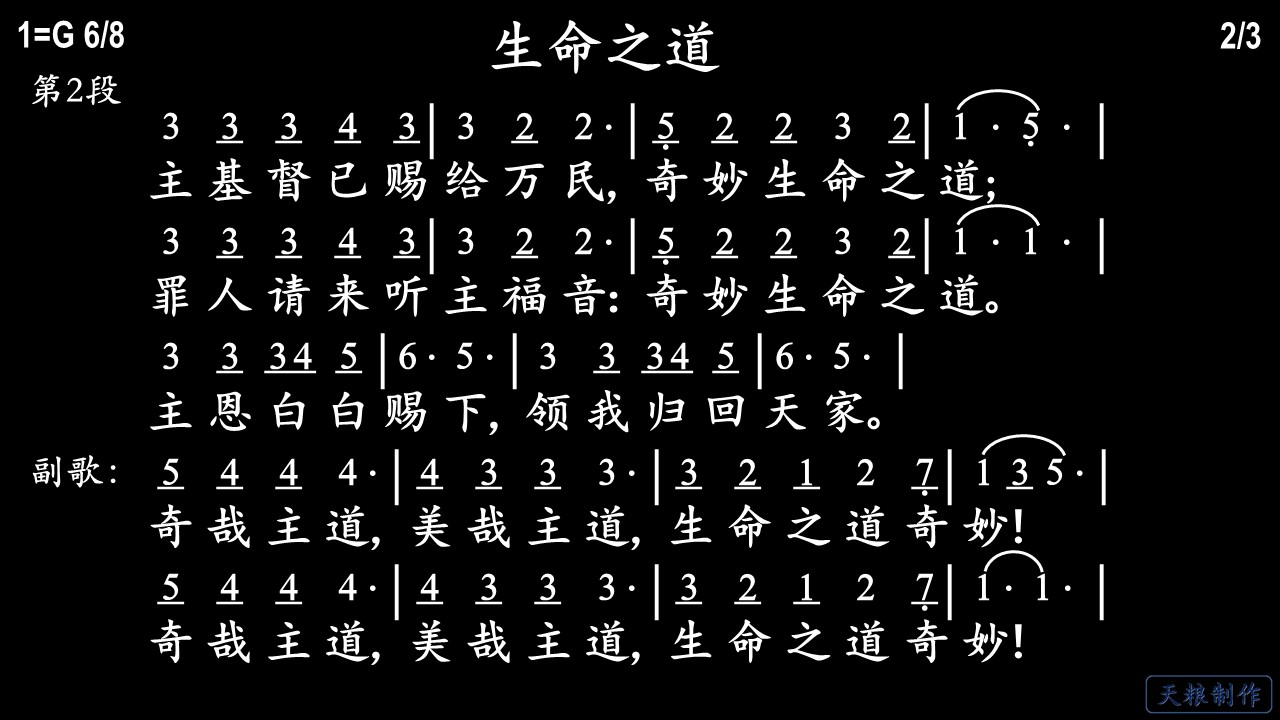 1=G 6/8
生命之道
2/3
第2段
3 3 3 4 3| 3 2 2·| 5 2 2 3 2| 1 · 5 · |
主基督已赐给万民，奇妙生命之道；
3 3 3 4 3| 3 2 2·| 5 2 2 3 2| 1 · 1 · |
罪人请来听主福音：奇妙生命之道。
3 3 34 5 |6· 5·| 3 3 34 5 |6· 5· |
主恩白白赐下，领我归回天家。
副歌：
5 4 4 4·| 4 3 3 3·| 3 2 1 2 7| 1 3 5·|
奇哉主道，美哉主道，生命之道奇妙！
5 4 4 4·| 4 3 3 3·| 3 2 1 2 7| 1· 1· |
奇哉主道，美哉主道，生命之道奇妙！
天粮制作